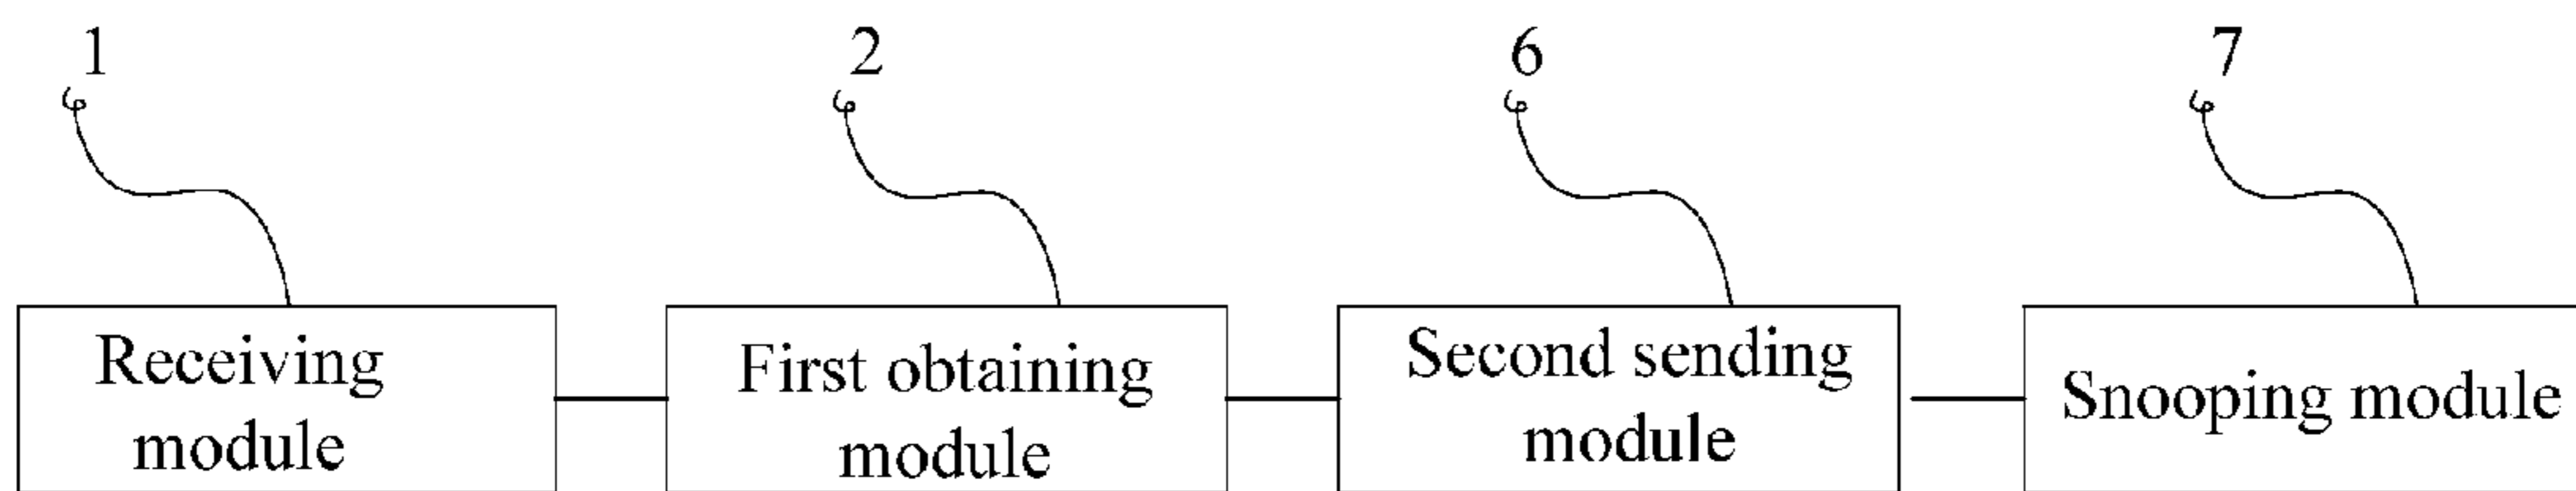 1
2
6
7
Receiving
module
First obtaining
module
Second sending
module
Snooping module